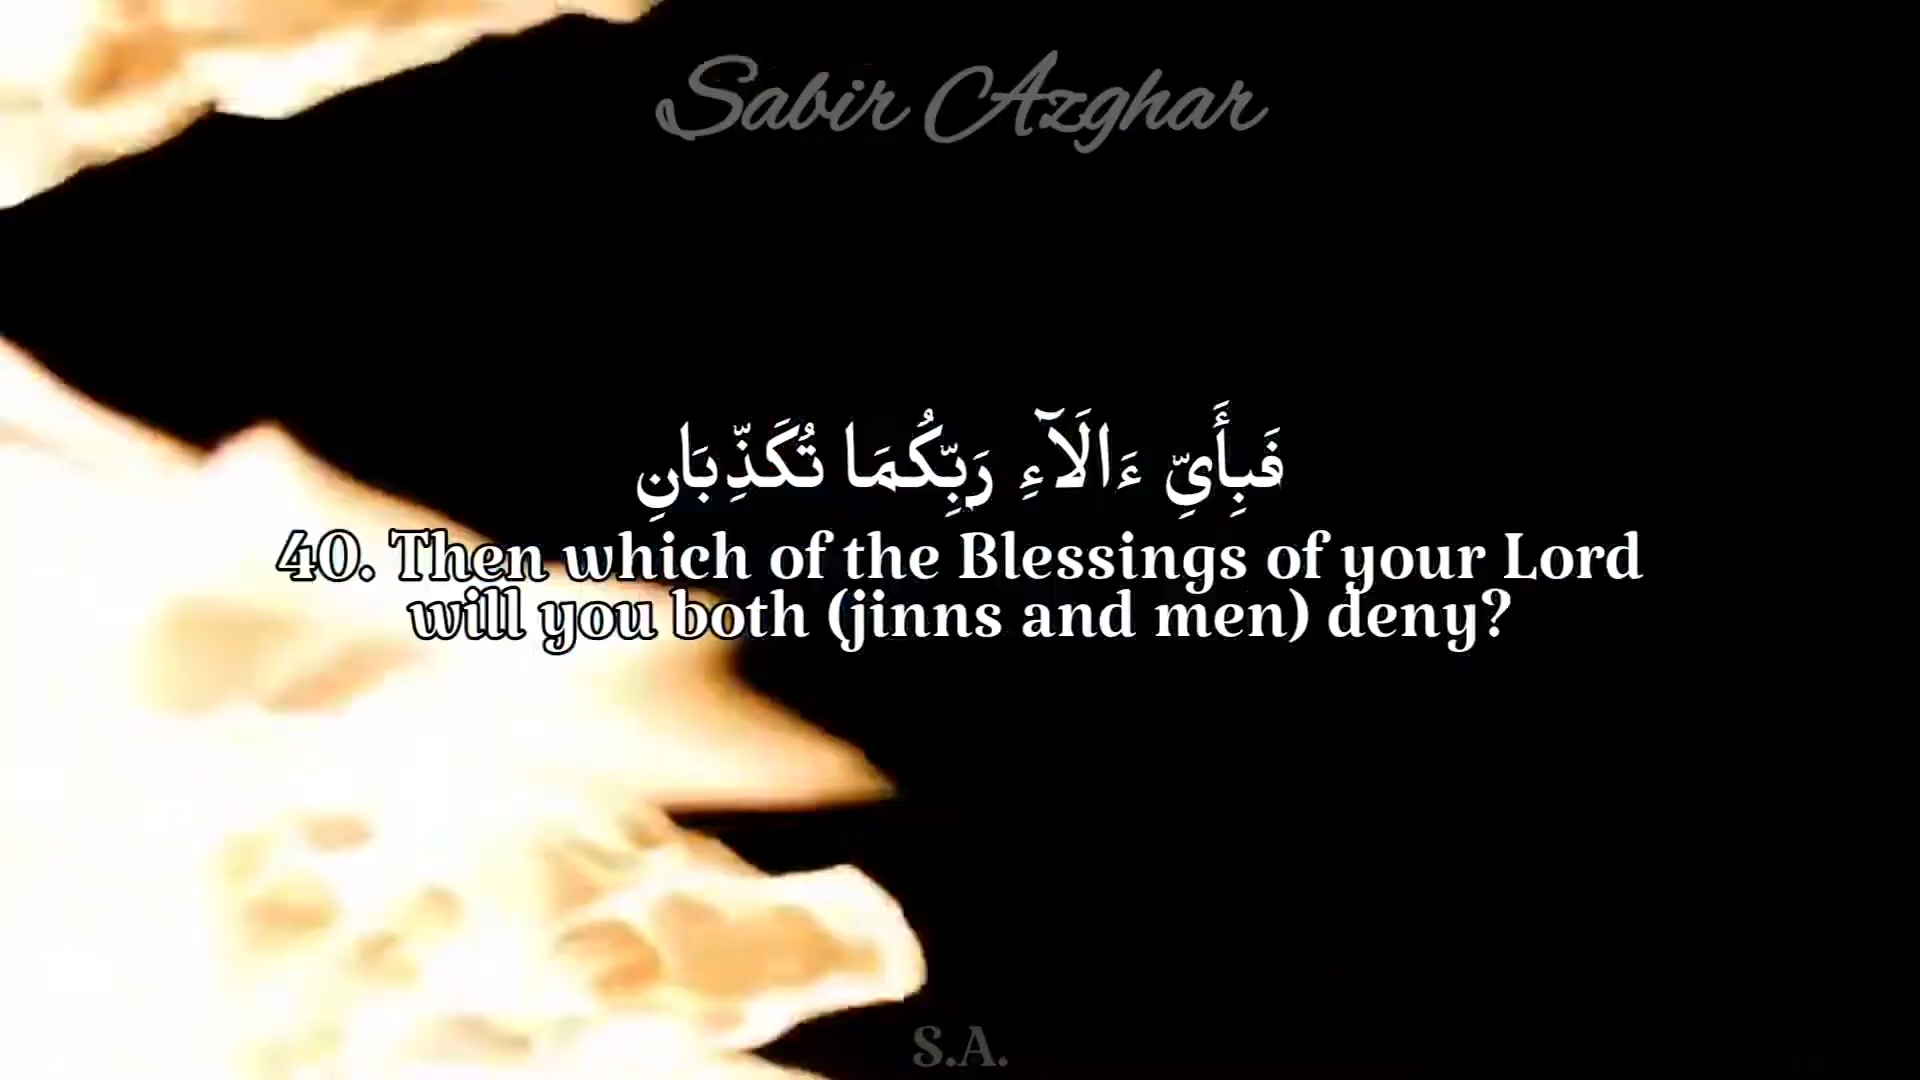 Sabir Azghar
فَبِأَيِّ ءَالَآءِ رَبِّكُمَا تُكَذِّبَانِ
40. Then which of the Blessings of your Lord
will you both (jinns and men) deny?
S.A.